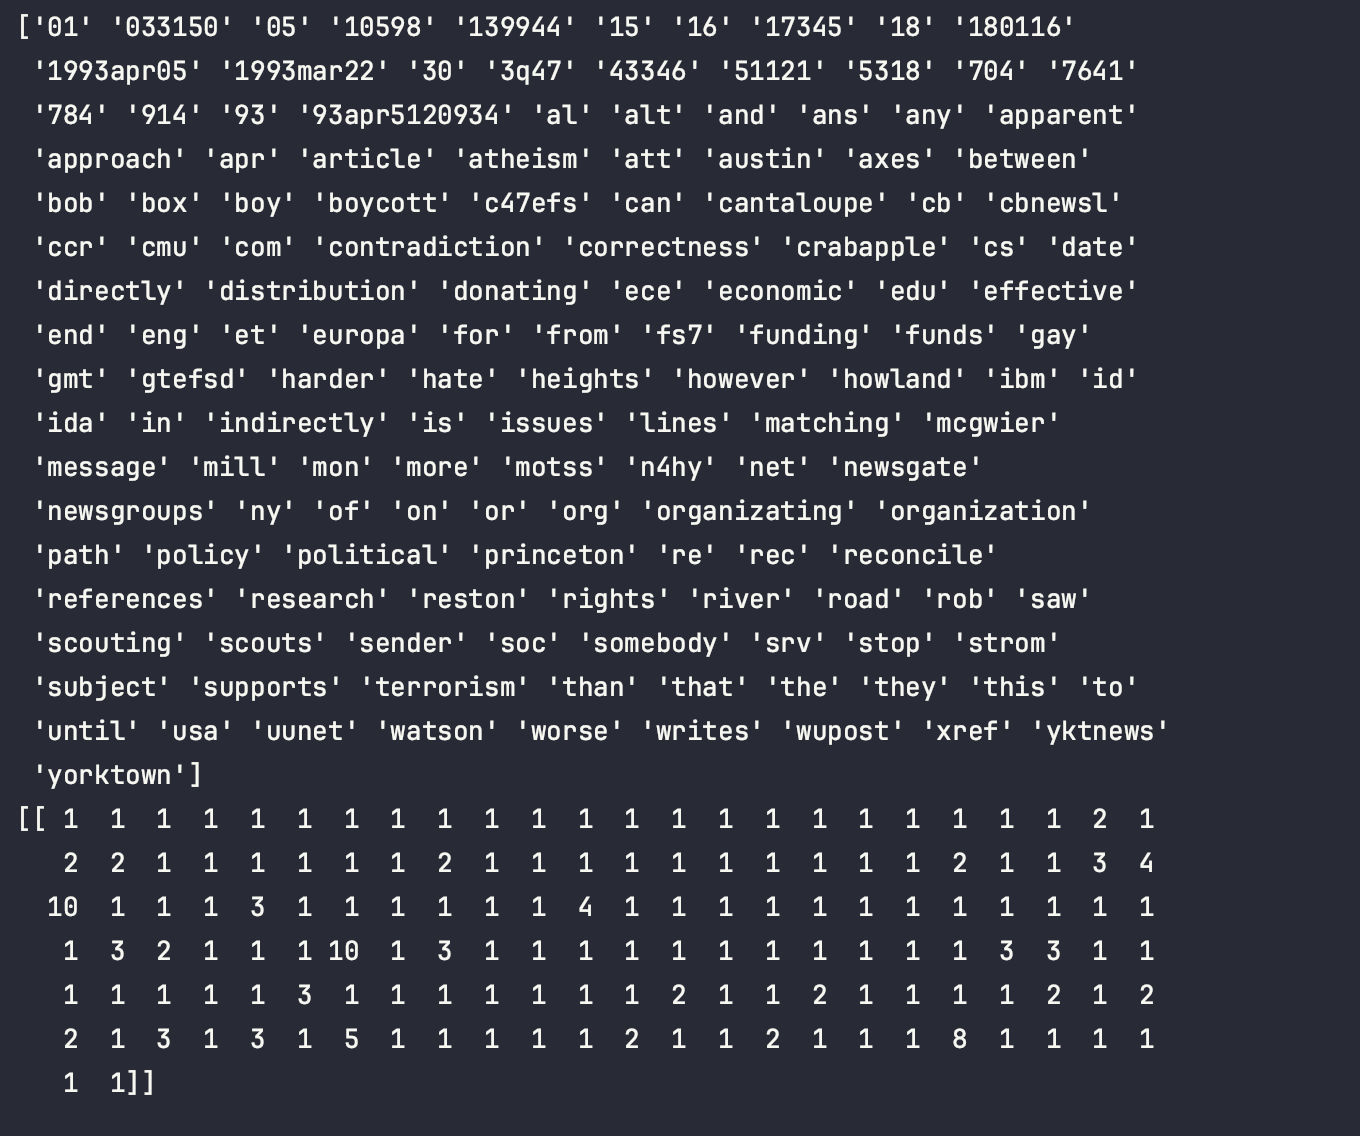 ['01' '033150' '05' '10598' '139944' '15' '16' '17345' '18' '180116'
'1993apr05' '1993mar22' '30' '3q47' '43346' '51121' '5318' '704' '7641'
'784' '914' '93' '93apr5120934' 'al' 'alt' 'and' 'ans' 'any' 'apparent'
'approach' 'apr' 'article' 'atheism' 'att' 'austin' 'axes' 'between'
'bob' 'box' 'boy' 'boycott' 'c47efs' 'can' 'cantaloupe' 'cb' 'cbnewsl'
'ccr' 'cmu' 'com' 'contradiction' 'correctness' 'crabapple' 'cs' 'date'
'directly' 'distribution' 'donating' 'ece' 'economic' 'edu' 'effective'
'end' 'eng' 'et' 'europa' 'for' 'from' 'fs7' 'funding' 'funds' 'gay'
'gmt' 'gtefsd' 'harder' 'hate' 'heights' 'however' 'howland' 'ibm' 'id'
'ida' 'in' 'indirectly' 'is' 'issues' 'lines' 'matching' 'mcgwier'
'message' 'mill' 'mon' 'more' 'motss' 'n4hy' 'net' 'newsgate'
'newsgroups' 'ny' 'of' 'on' 'or' 'org' 'organizating' 'organization'
'path' 'policy' 'political' 'princeton' 're' 'rec' 'reconcile'
'references' 'research' 'reston' 'rights' 'river' 'road' 'rob' 'saw'
'scouting' 'scouts' 'sender' 'soc' 'somebody' 'srv' 'stop' 'strom'
'subject' 'supports' 'terrorism' 'than' 'that' 'the' 'they' 'this' 'to'
'until' 'usa' 'uunet' 'watson' 'worse' 'writes' 'wupost' 'xref' 'yktnews'
'yorktown']
[[ 1 1 1 1 1 1 1 1 1 1 1 1 1 1 1 1 1 1 1 1 1 1 2 1
2 2 1 1 1 1 1 1 2 1 1 1 1 1 1 1 1 1 1 2 1 1 3 4
10 1 1 1 3 1 1 1 1 1 1 4 1 1 1 1 1 1 1 1 1 1 1 1
1 3 2 1 1 1 10 1 3 1 1 1 1 1 1 1 1 1 1 1 3 3 1 1
1 1 1 1 1 3 1 1 1 1 1 1 1 2 1 1 2 1 1 1 1 2 1 2
2 1 3 1 3 1 5 1 1 1 1 1 2 1 1 2 1 1 1 8 1 1 1 1
1 1]]